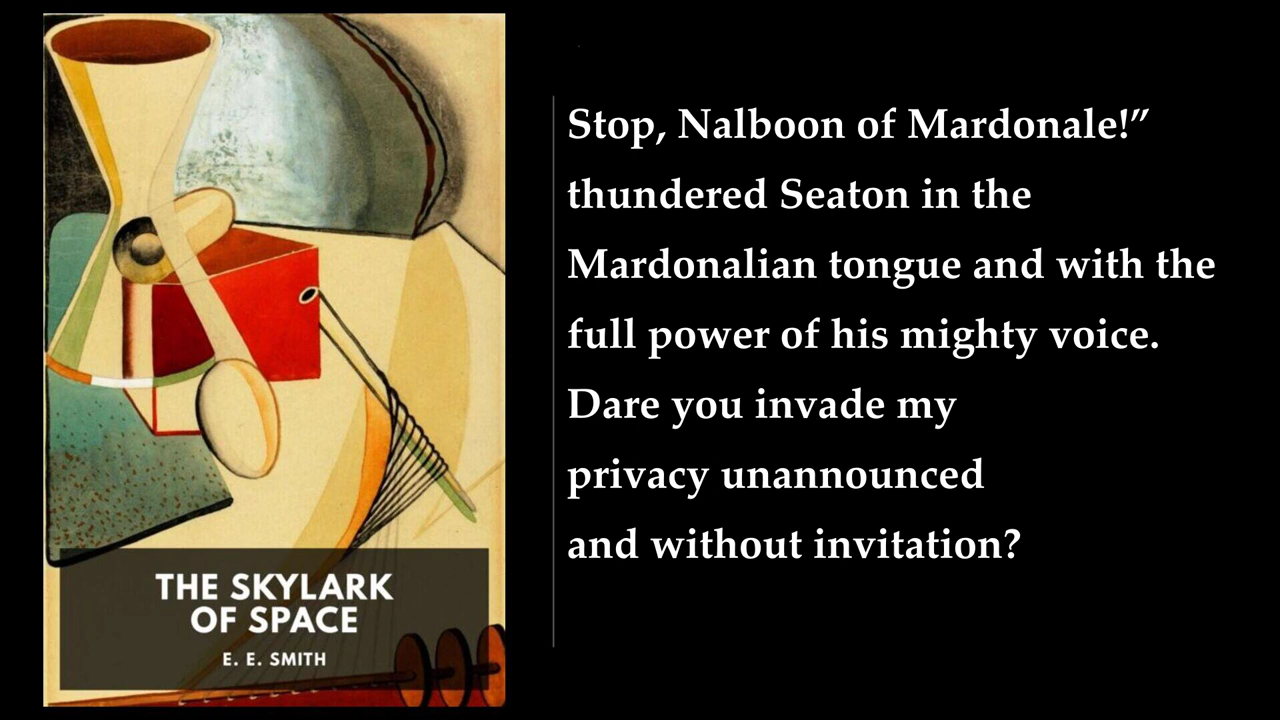 THE SKYLARK
OF SPACE
E. E. SMITH
Stop, Nalboon of Mardonale!”
thundered Seaton in the
Mardonalian tongue and with the
full power of his mighty voice.
Dare you invade my
privacy unannounced
and without invitation?